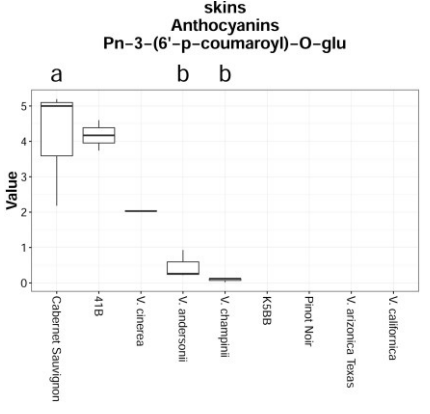 skins
Anthocyanins
Pn−3−(6'−p−coumaroyl)−O−glu
a b b
Value
5
4
3
2
1
0
Cabernet Sauvignon
41B
V. cinerea
V. andersonii
V. champinii
K5BB
Pinot Noir
V. arizonica Texas
V. californica